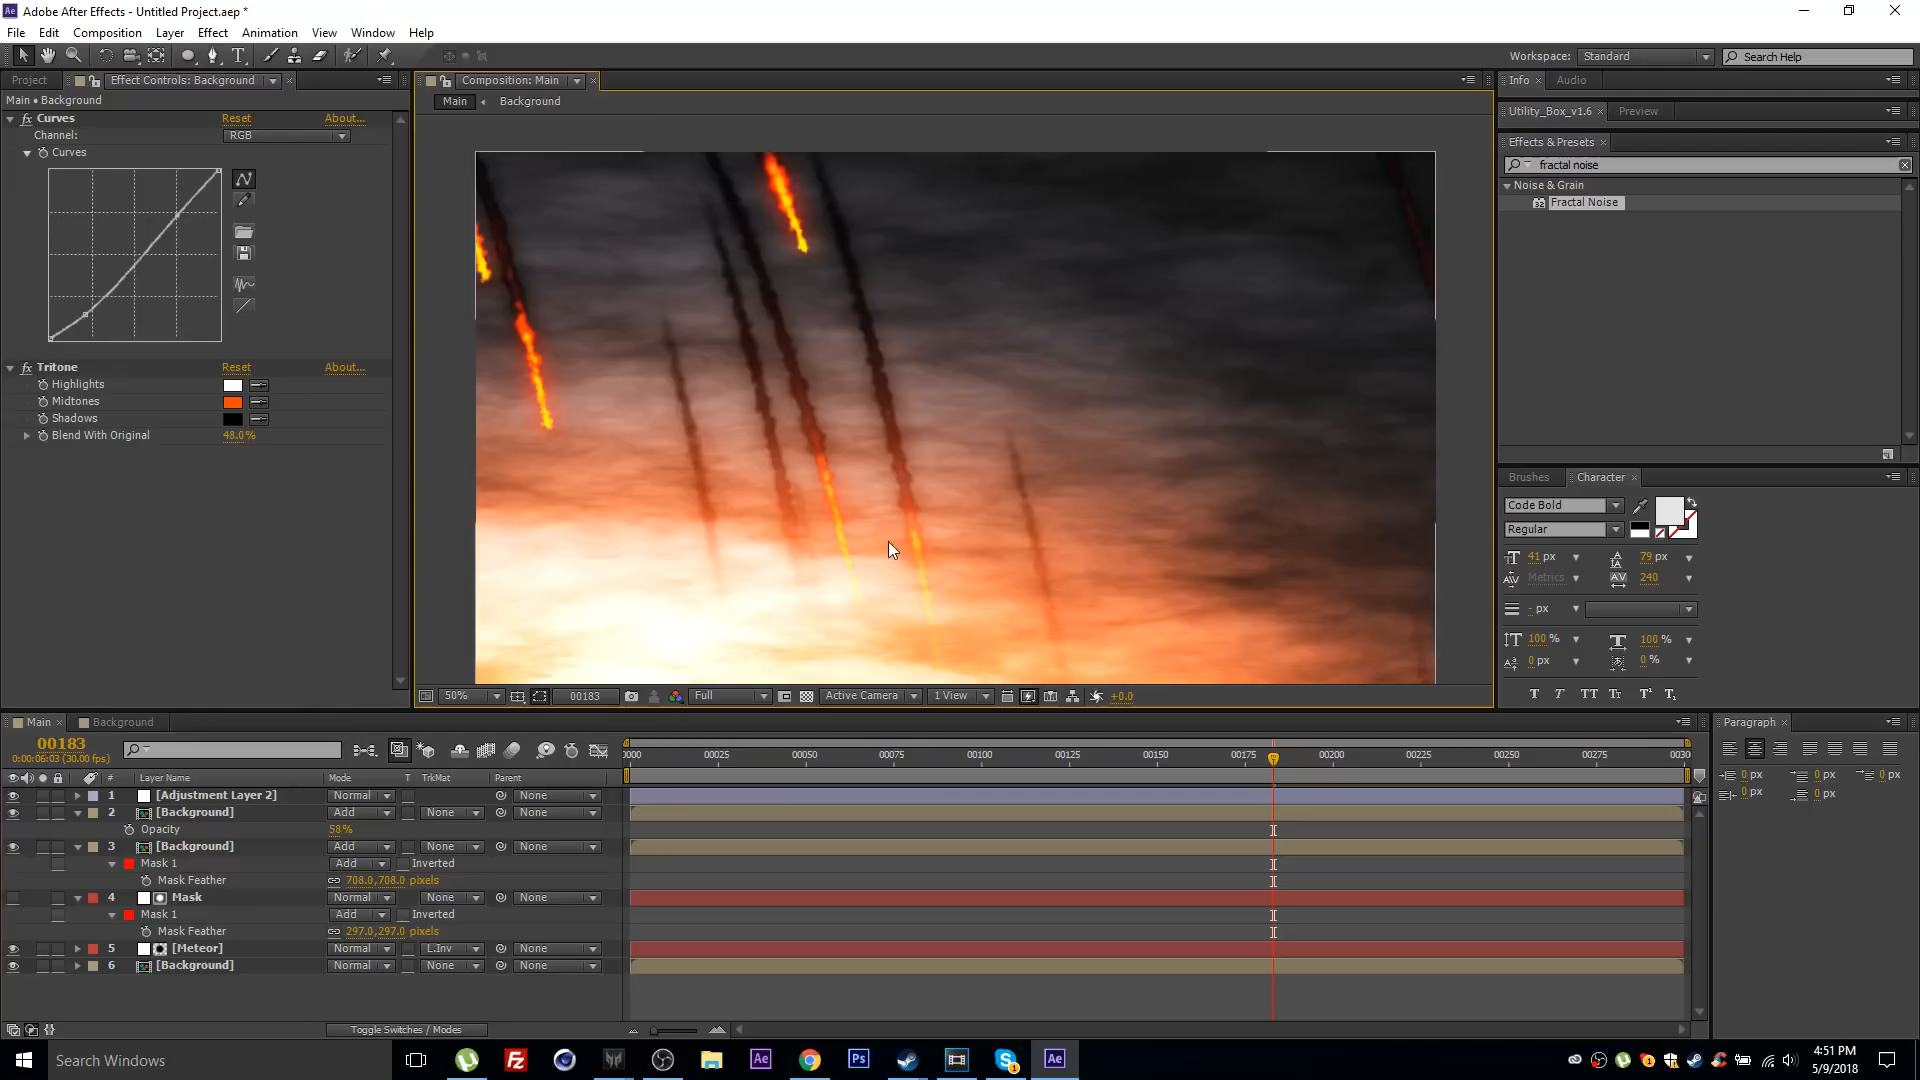 Adobe After Effects - Untitled Project.aep *
File Edit Composition Layer Effect Animation View Window Help
Workspace: Standard Search Help
Project Effect Controls: Background Composition: Main Info Audio
Main • Background
Main Background
Utility_Box_v1.6 Preview
Curves Reset About...
Channel: RGB
Curves
Effects & Presets
fractal noise
Noise & Grain
Fractal Noise
Tritone Reset About...
Highlights
Midtones
Shadows
Blend With Original 48.0%
Brushes Character
Code Bold
Regular
41 px 79 px
Metrics 240
- px
100 % 100 %
0 px 0 %
T T TT Tt T¹ T₁
50% 00183 Full Active Camera 1 View +0.0
Main Background Paragraph
00183
0:00:06:03 (30.00 fps)
0000 00025 00050 00075 00100 00125 00150 00175 00200 00225 00250 00275 0030
# Layer Name Mode T TrkMat Parent
0 px 0 px 0 px
0 px 0 px
1 [Adjustment Layer 2] Normal None
2 [Background] Add None None
Opacity 58%
3 [Background] Add None None
Mask 1 Add Inverted
Mask Feather 708.0,708.0 pixels
4 Mask Normal None None
Mask 1 Add Inverted
Mask Feather 297.0,297.0 pixels
5 [Meteor] Normal L.Inv None
6 [Background] Normal None None
Toggle Switches / Modes
Search Windows
4:51 PM
5/9/2018